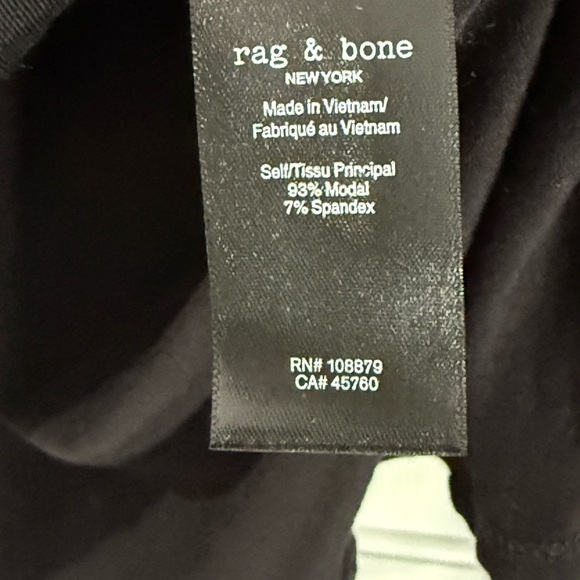 rag & bone
NEW YORK
Made in Vietnam/
Fabriqué au Vietnam
Self/Tissu Principal
93% Modal
7% Spandex
RN# 108879
CA# 45760